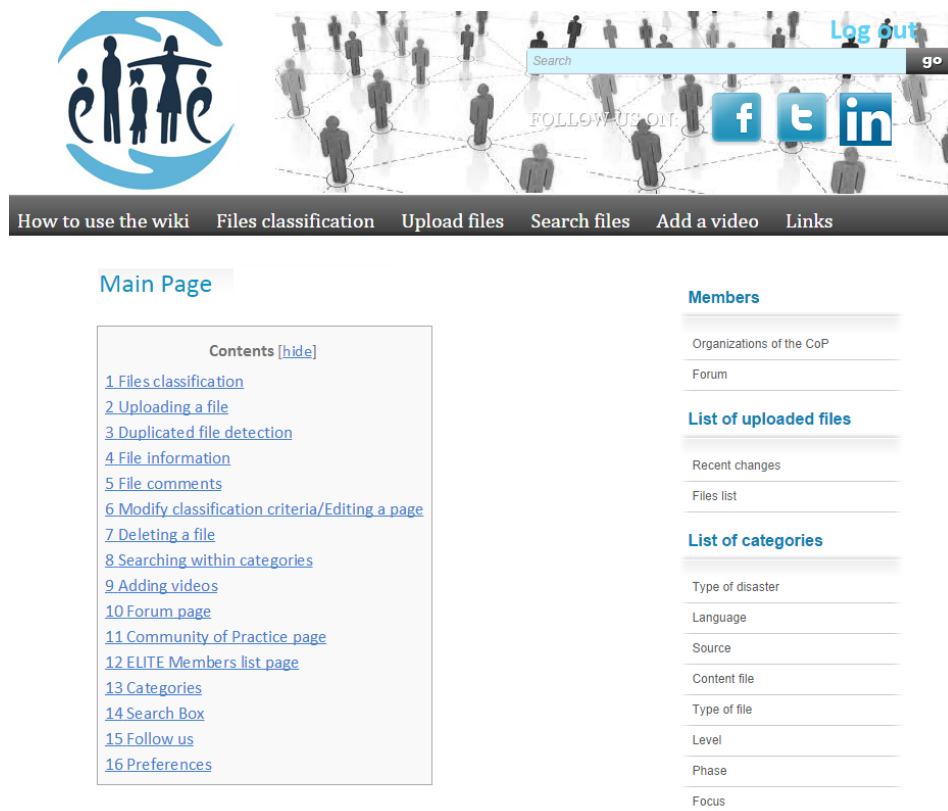 elite
Log out
Search
go
FOLLOW US ON:
f t in
How to use the wiki Files classification Upload files Search files Add a video Links
Main Page
Contents [hide]
1 Files classification
2 Uploading a file
3 Duplicated file detection
4 File information
5 File comments
6 Modify classification criteria/Editing a page
7 Deleting a file
8 Searching within categories
9 Adding videos
10 Forum page
11 Community of Practice page
12 ELITE Members list page
13 Categories
14 Search Box
15 Follow us
16 Preferences
Members
Organizations of the CoP
Forum
List of uploaded files
Recent changes
Files list
List of categories
Type of disaster
Language
Source
Content file
Type of file
Level
Phase
Focus